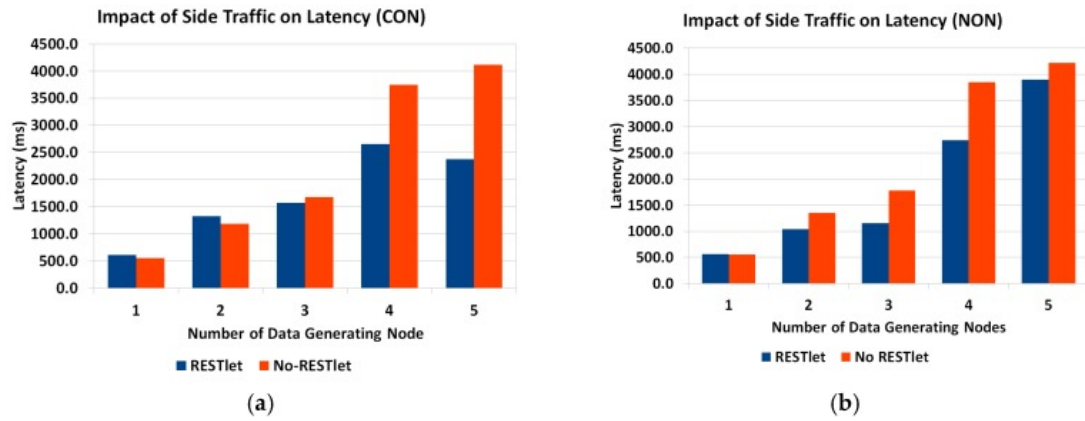 Impact of Side Traffic on Latency (CON)
4500.0
4000.0
3500.0
3000.0
2500.0
2000.0
1500.0
1000.0
500.0
0.0
Latency (ms)
1 2 3 4 5
Number of Data Generating Node
RESTlet No-RESTlet
(a)
Impact of Side Traffic on Latency (NON)
4500.0
4000.0
3500.0
3000.0
2500.0
2000.0
1500.0
1000.0
500.0
0.0
Latency (ms)
1 2 3 4 5
Number of Data Generating Nodes
RESTlet No RESTlet
(b)